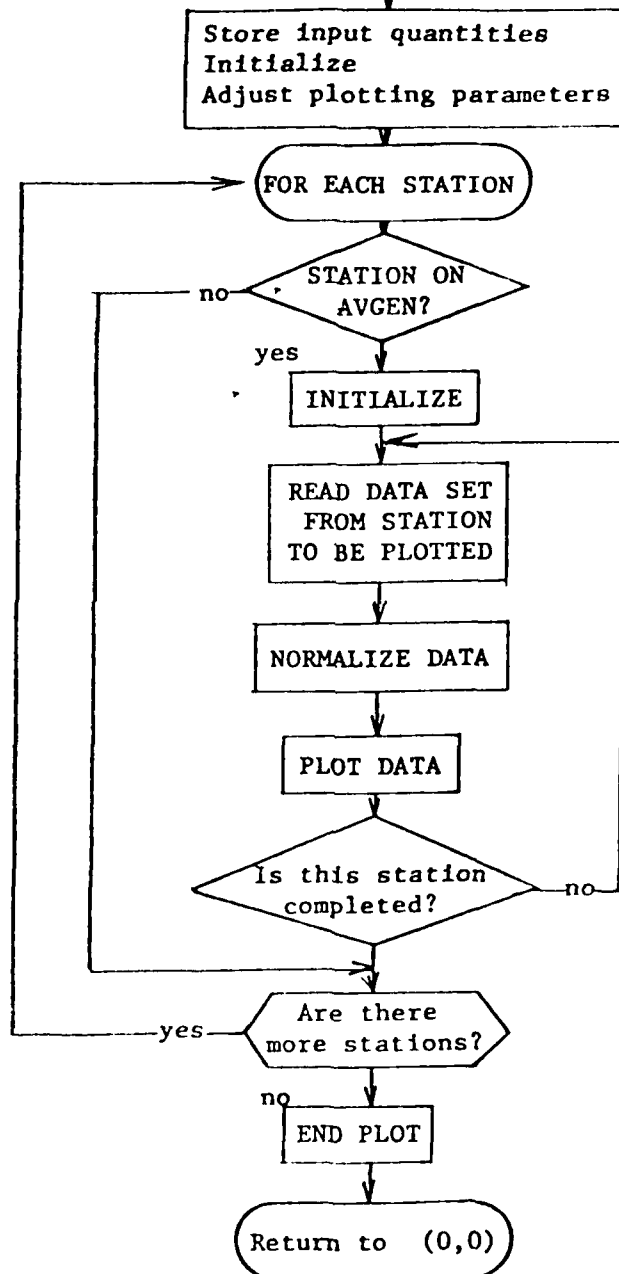 Store input quantities
Initialize
Adjust plotting parameters
FOR EACH STATION
STATION ON
AVGEN?
no
yes
INITIALIZE
READ DATA SET
FROM STATION
TO BE PLOTTED
NORMALIZE DATA
PLOT DATA
Is this station
completed?
no
Are there
more stations?
yes
no
END PLOT
Return to (0,0)